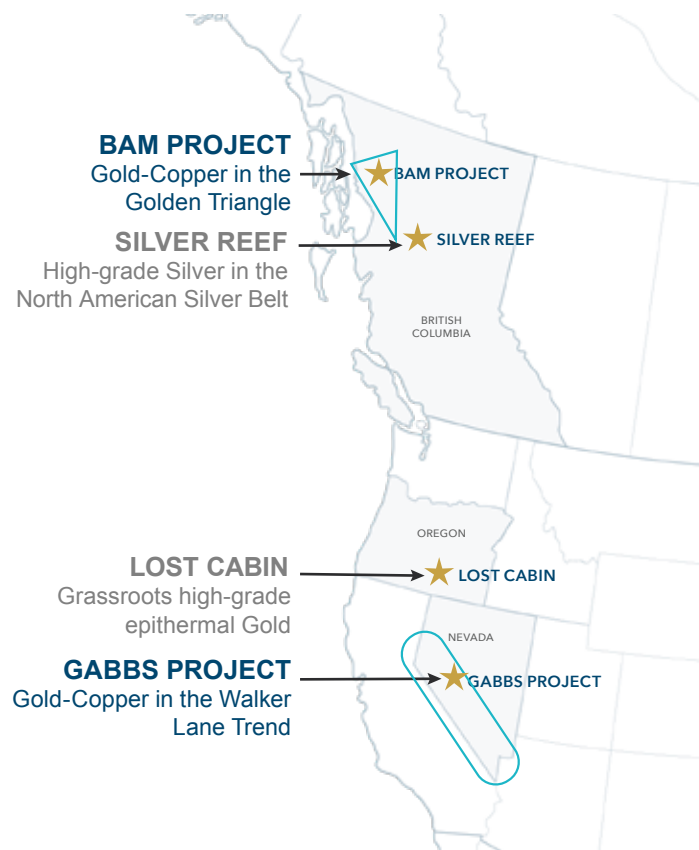 BAM PROJECT
Gold-Copper in the
Golden Triangle
BAM PROJECT
SILVER REEF
High-grade Silver in the
North American Silver Belt
SILVER REEF
BRITISH
COLUMBIA
OREGON
LOST CABIN
Grassroots high-grade
epithermal Gold
LOST CABIN
NEVADA
GABBS PROJECT
Gold-Copper in the Walker
Lane Trend
GABBS PROJECT